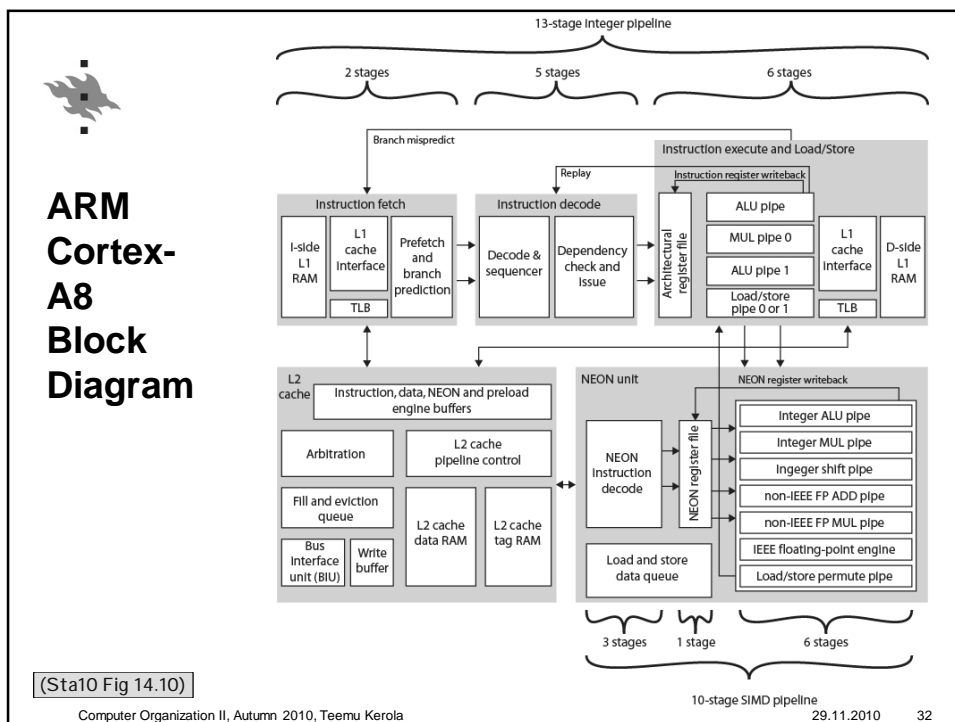 13-stage integer pipeline
2 stages
5 stages
6 stages
ARM
Cortex-
A8
Block
Diagram
Branch mispredict
Replay
Instruction execute and Load/Store
Instruction register writeback
Instruction fetch
I-side
L1
RAM
L1
cache
interface
TLB
Prefetch
and
branch
prediction
Instruction decode
Decode &
sequencer
Dependency
check and
issue
Architectural
register file
ALU pipe
MUL pipe 0
ALU pipe 1
Load/store
pipe 0 or 1
L1
cache
interface
TLB
D-side
L1
RAM
L2
cache
Instruction, data, NEON and preload
engine buffers
Arbitration
L2 cache
pipeline control
Fill and eviction
queue
L2 cache
data RAM
L2 cache
tag RAM
Bus
interface
unit (BIU)
Write
buffer
NEON unit
NEON register writeback
NEON
instruction
decode
NEON register file
Integer ALU pipe
Integer MUL pipe
Ingeger shift pipe
non-IEEE FP ADD pipe
non-IEEE FP MUL pipe
IEEE floating-point engine
Load/store permute pipe
Load and store
data queue
3 stages
1 stage
6 stages
10-stage SIMD pipeline
(Sta10 Fig 14.10)
Computer Organization II, Autumn 2010, Teemu Kerola
29.11.2010
32